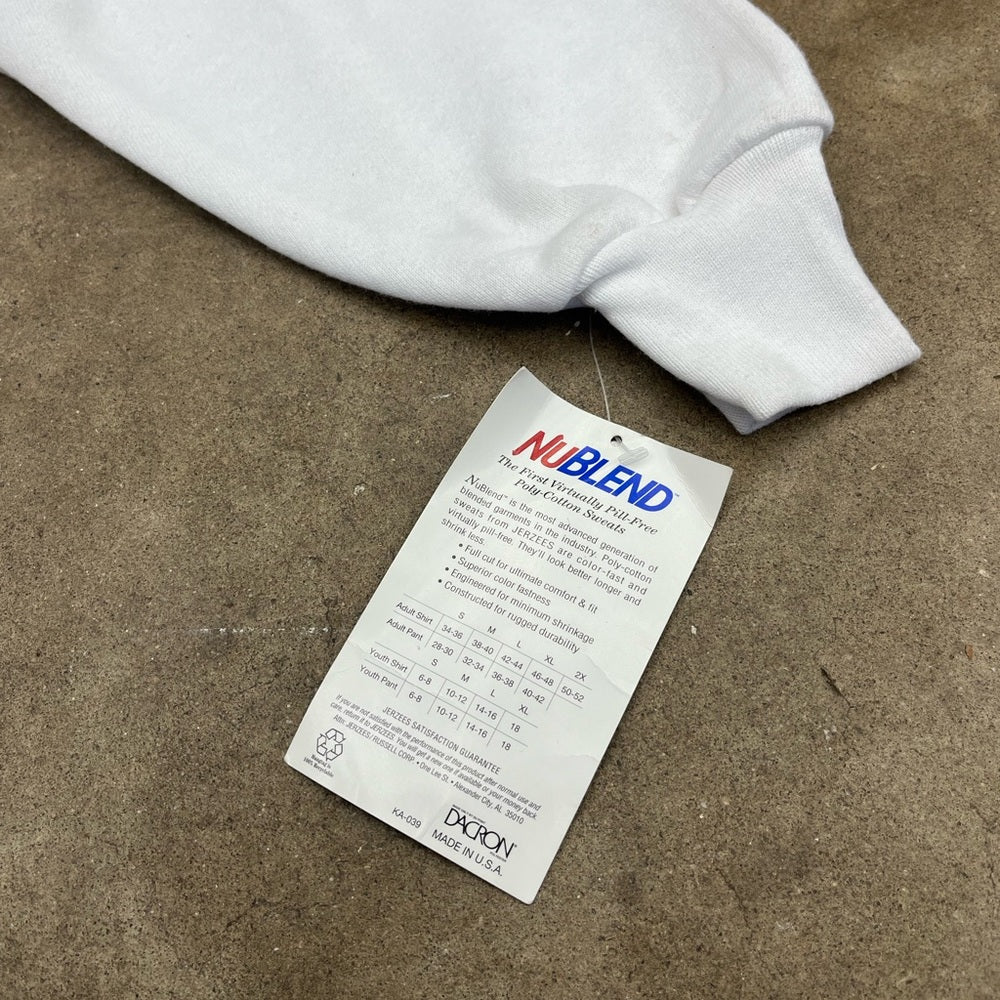 NUBLEND™
The First Virtually Pill-Free
Poly-Cotton Sweats
NuBlend™ is the most advanced generation of
blended garments in the industry. Poly-cotton
sweats from JERZEES are color-fast and
virtually pill-free. They'll look better longer and
shrink less.
• Full cut for ultimate comfort & fit
• Superior color fastness
• Engineered for minimum shrinkage
• Constructed for rugged durability
S M L XL 2X
Adult Shirt 34-36 38-40 42-44 46-48 50-52
Adult Pant 28-30 32-34 36-38 40-42
S M L XL
Youth Shirt 6-8 10-12 14-16 18
Youth Pant 6-8 10-12 14-16 18
JERZEES SATISFACTION GUARANTEE
If you are not satisfied with the performance of this product after normal use and
care, return it to JERZEES. You will get a new one if available or your money back.
Attn. JERZEES/RUSSELL CORP. • One Lee St. • Alexander City, AL 35010
KA-039
DACRON®
MADE IN U.S.A.